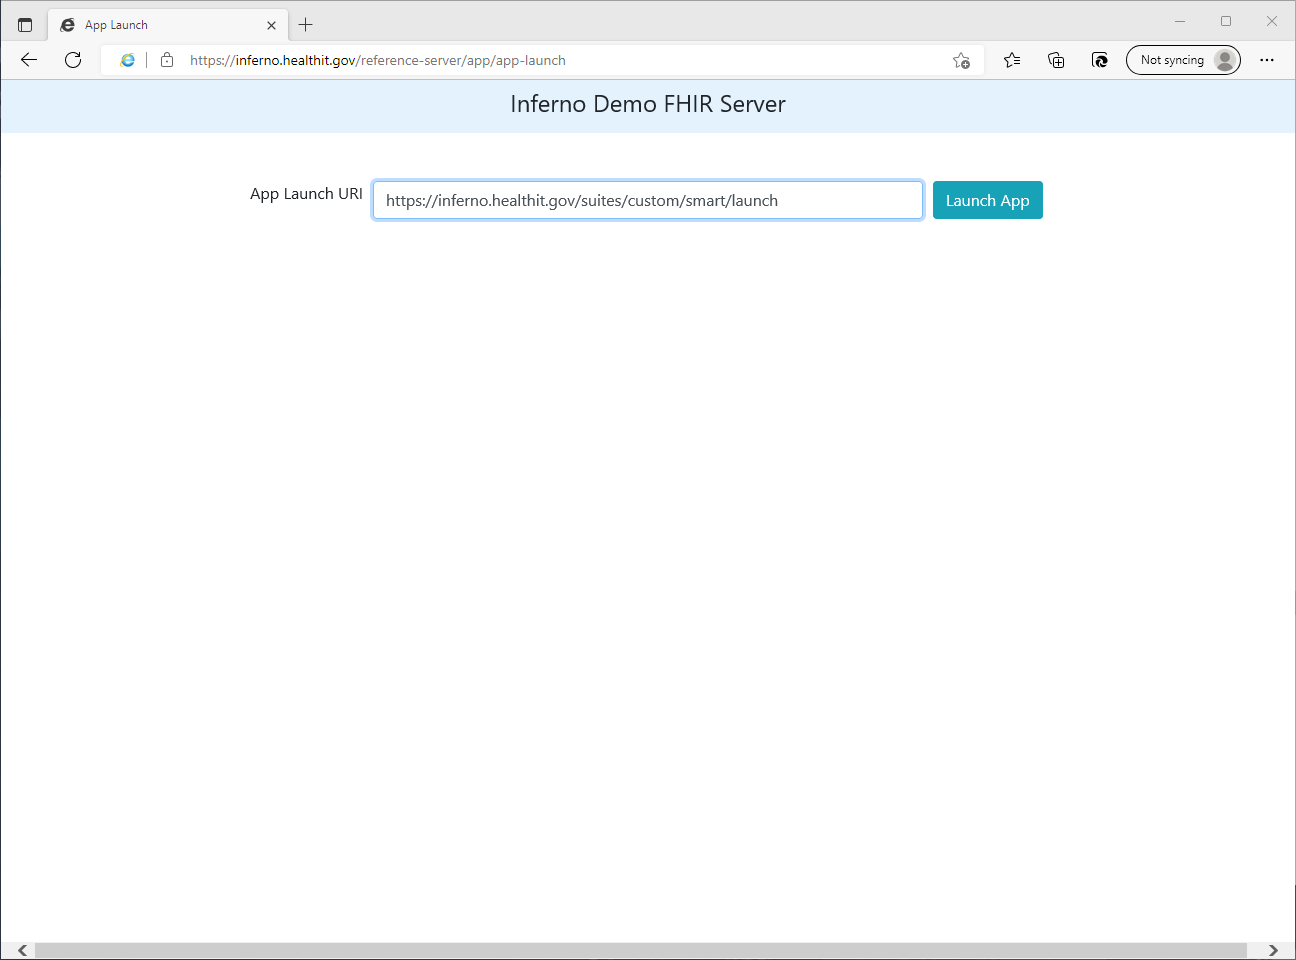 App Launch
https://inferno.healthit.gov/reference-server/app/app-launch
Not syncing
Inferno Demo FHIR Server
App Launch URI
https://inferno.healthit.gov/suites/custom/smart/launch
Launch App